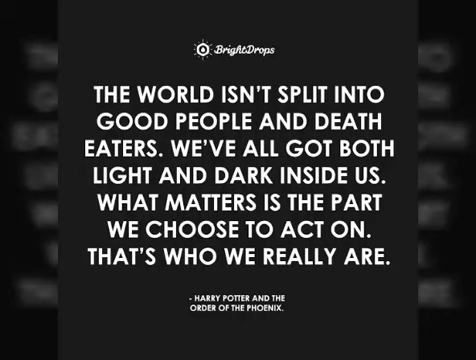 BrightDrops
THE WORLD ISN'T SPLIT INTO
GOOD PEOPLE AND DEATH
EATERS. WE'VE ALL GOT BOTH
LIGHT AND DARK INSIDE US.
WHAT MATTERS IS THE PART
WE CHOOSE TO ACT ON.
THAT'S WHO WE REALLY ARE.
- HARRY POTTER AND THE
ORDER OF THE PHOENIX.